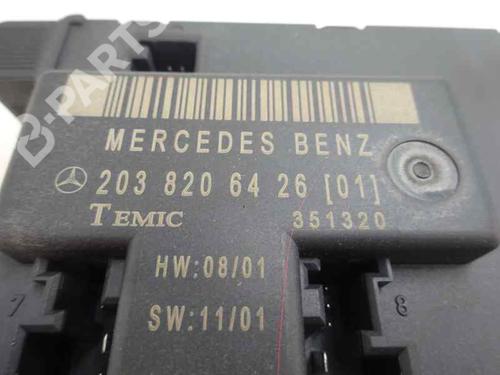 B-PARTS
MERCEDES BENZ
203 820 64 26 [01]
TEMIC 351320
HW:08/01
SW:11/01
7 8